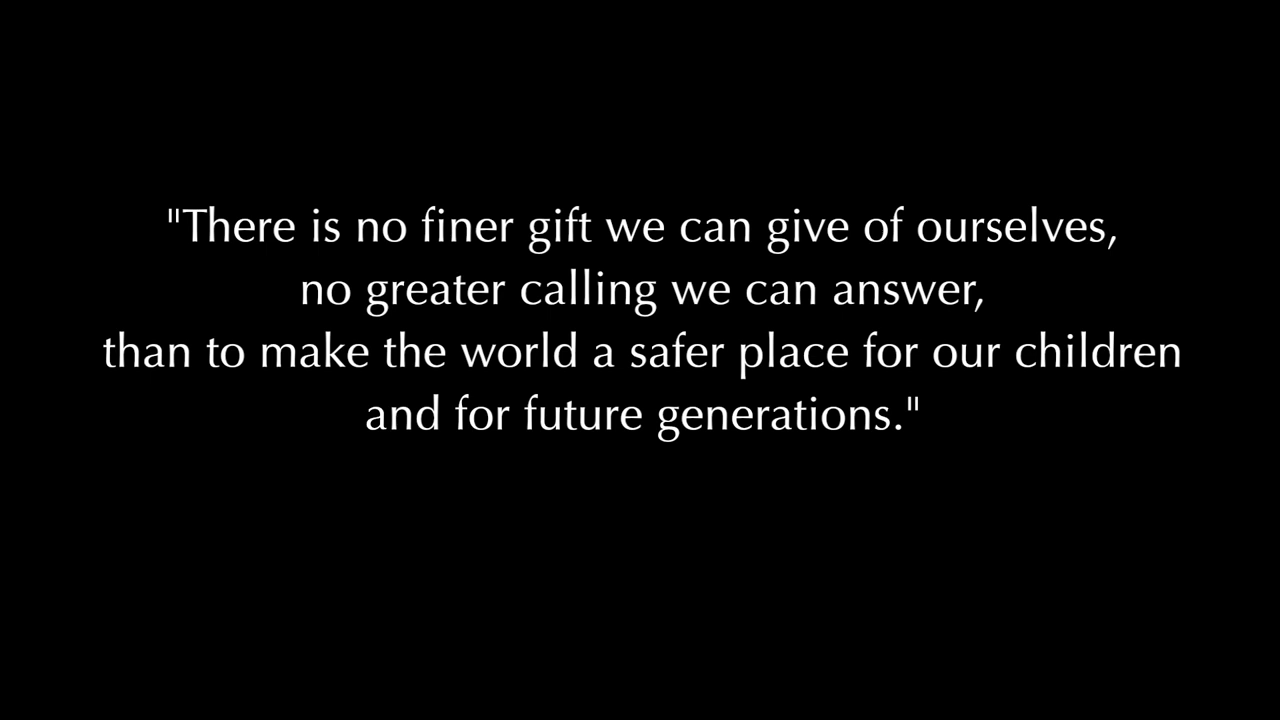 "There is no finer gift we can give of ourselves,
no greater calling we can answer,
than to make the world a safer place for our children
and for future generations."